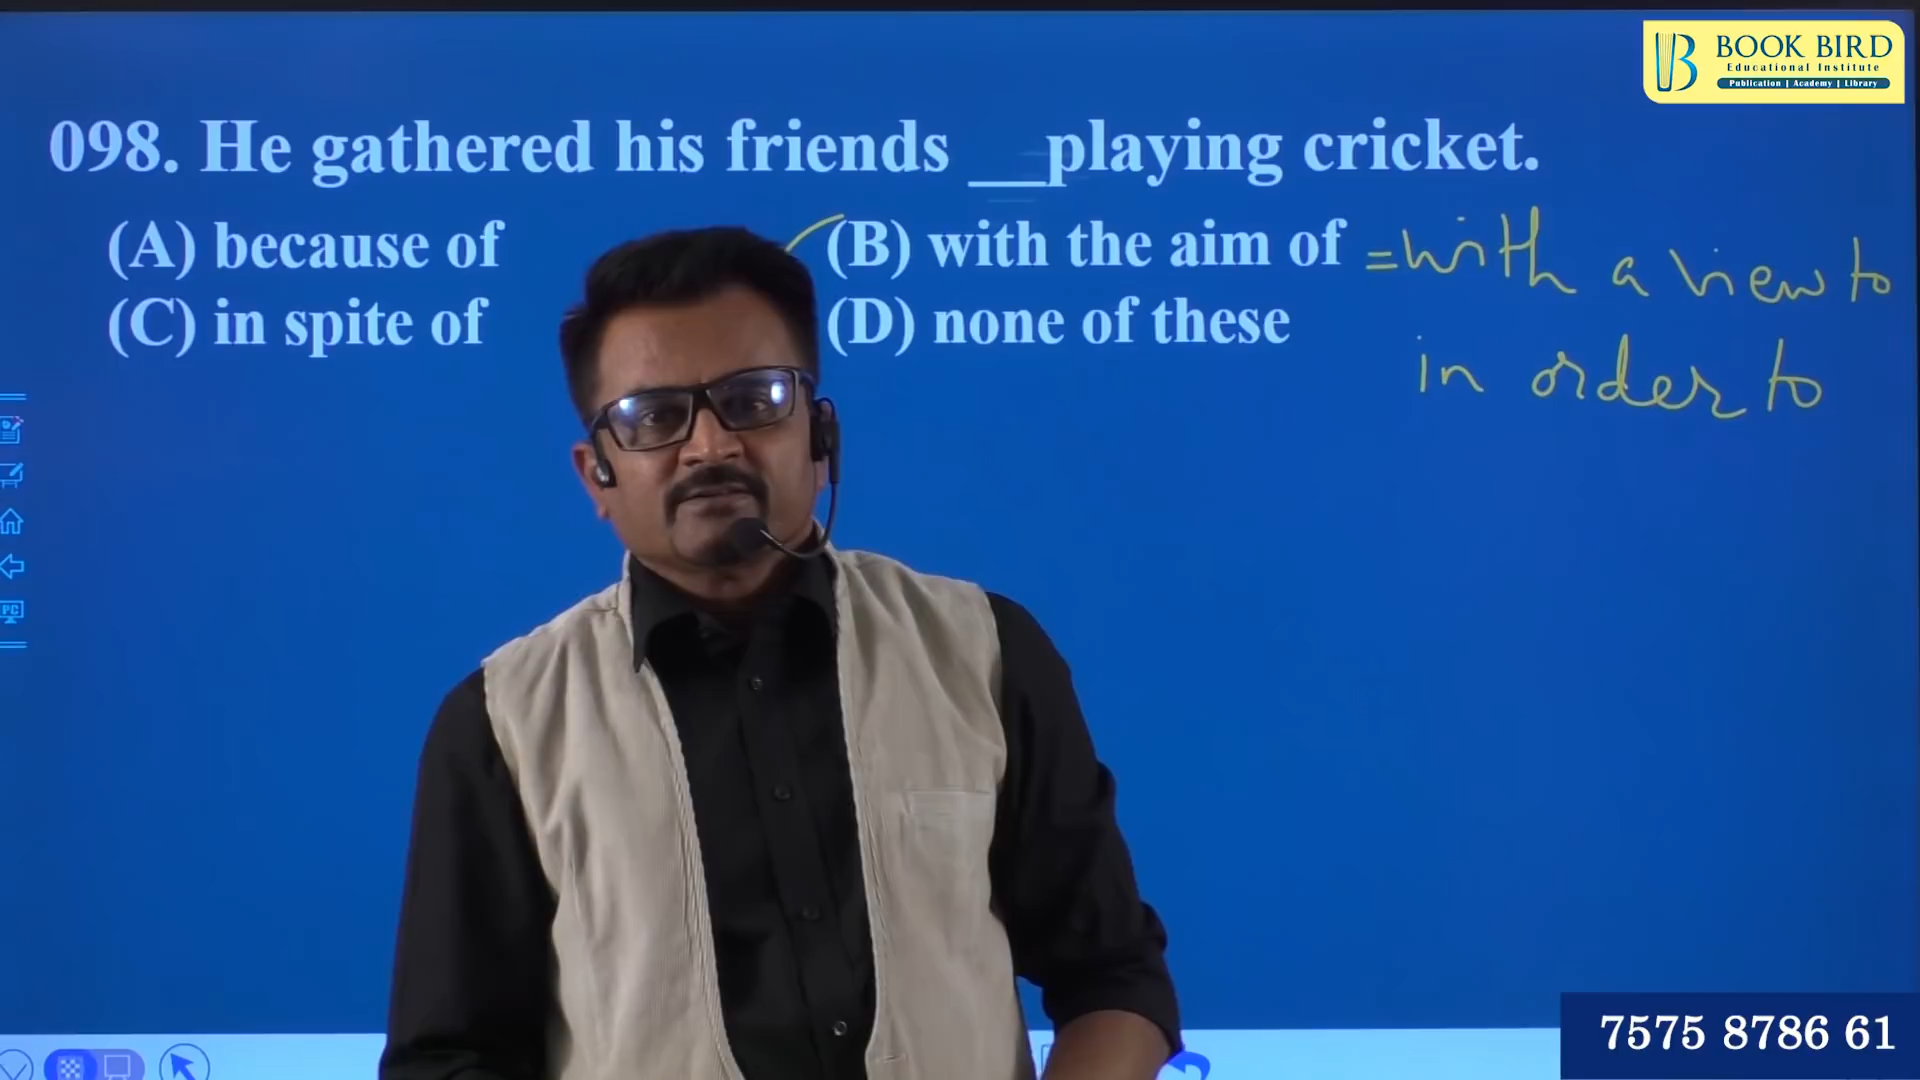 BOOK BIRD
Educational Institute
Publication | Academy | Library
098. He gathered his friends __playing cricket.
(A) because of
(B) with the aim of = with a view to
(C) in spite of
(D) none of these
in order to
PC
7575 8786 61